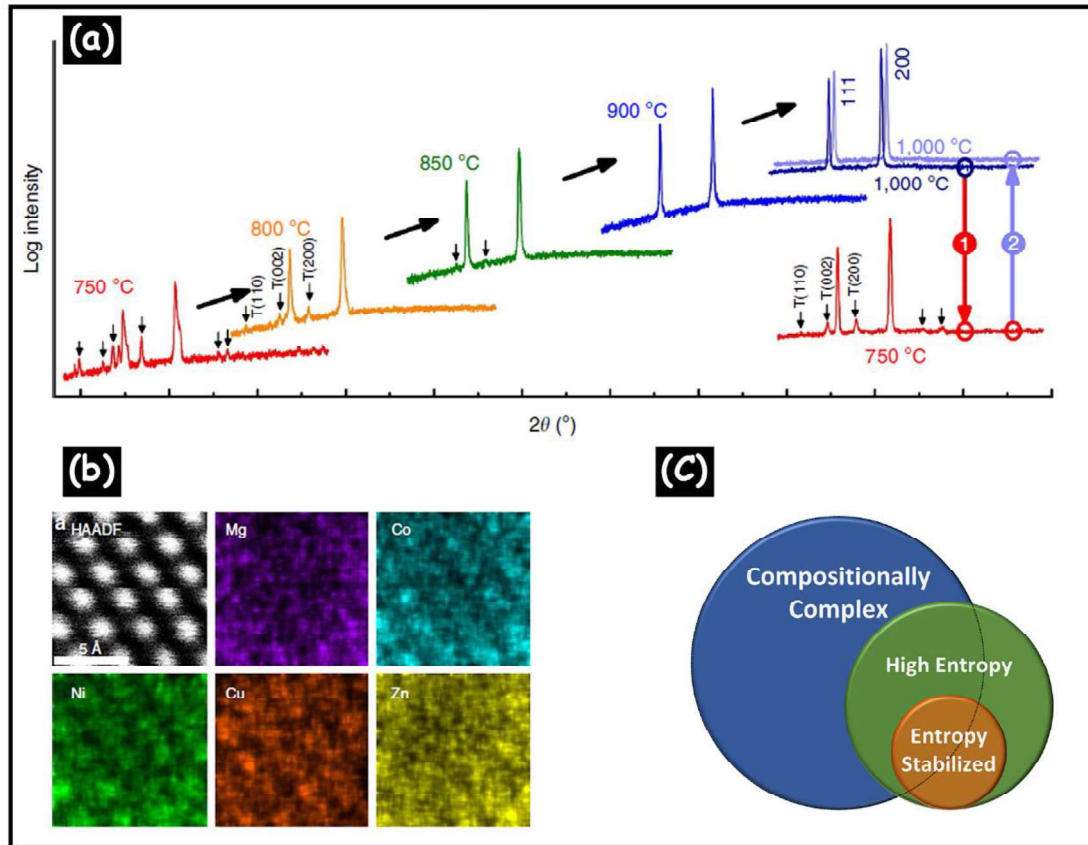 (a)
Log intensity
750 °C
800 °C
T(110)
T(002)
T(200)
850 °C
900 °C
111
200
1,000 °C
1,000 °C
1
2
T(110)
T(002)
T(200)
750 °C
2θ (°)
(b)
a
HAADF
5 Å
Mg
Co
Ni
Cu
Zn
(C)
Compositionally
Complex
High Entropy
Entropy
Stabilized